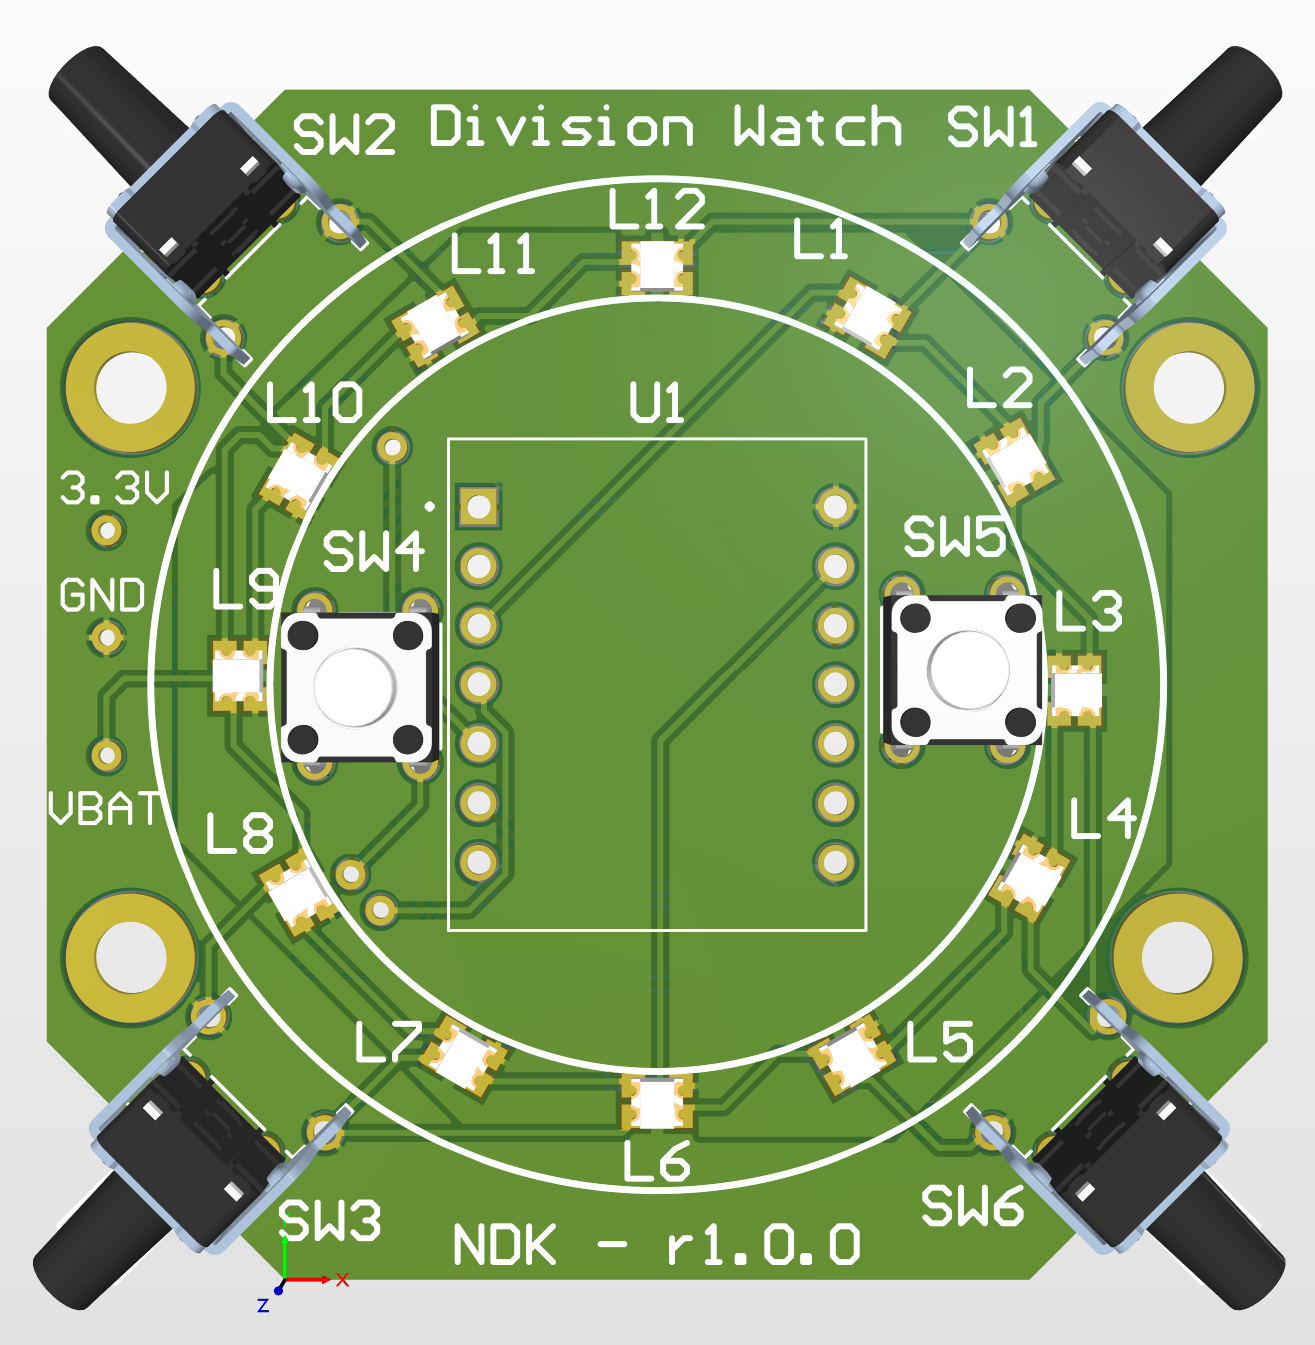 SW2 Division Watch SW1
L12
L11
L1
L10
U1
L2
3.3V
SW4
SW5
GND
L9
L3
VBAT
L8
L4
L7
L5
L6
SW3
SW6
NDK - r1.0.0
x
z